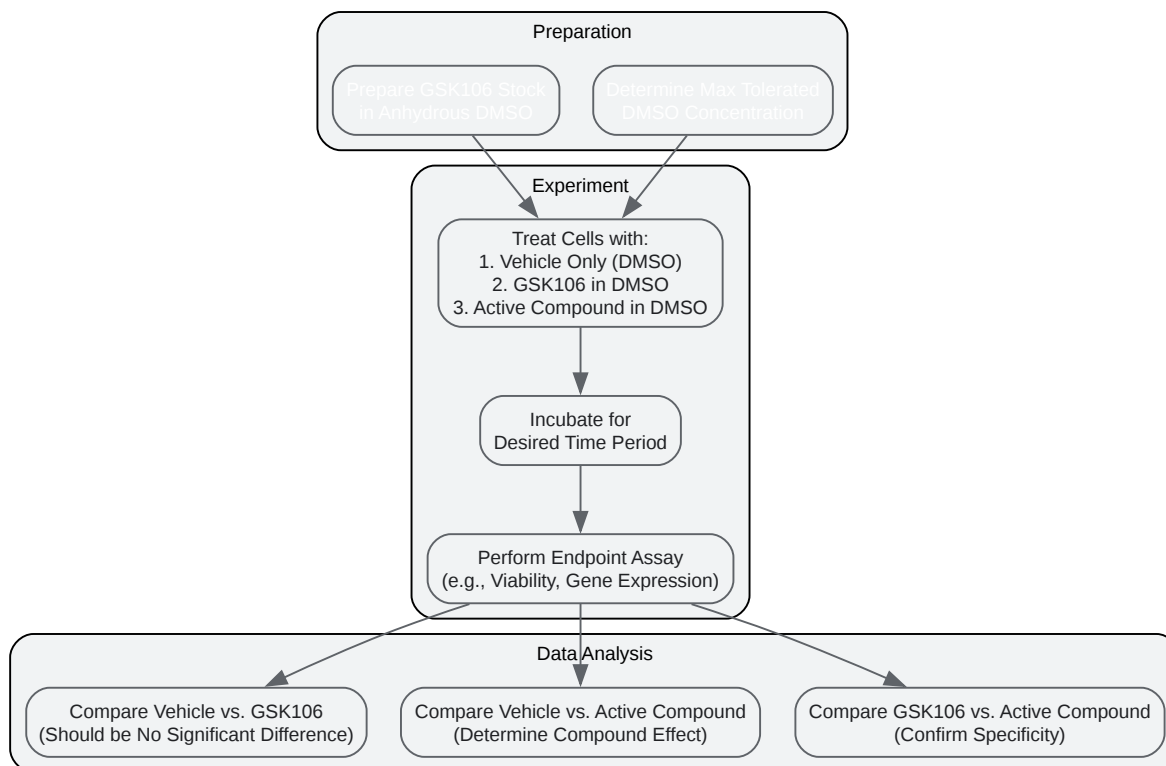 Preparation
Prepare GSK106 Stock
in Anhydrous DMSO
Determine Max Tolerated
DMSO Concentration
Experiment
Treat Cells with:
1. Vehicle Only (DMSO)
2. GSK106 in DMSO
3. Active Compound in DMSO
Incubate for
Desired Time Period
Perform Endpoint Assay
(e.g., Viability, Gene Expression)
Data Analysis
Compare Vehicle vs. GSK106
(Should be No Significant Difference)
Compare Vehicle vs. Active Compound
(Determine Compound Effect)
Compare GSK106 vs. Active Compound
(Confirm Specificity)